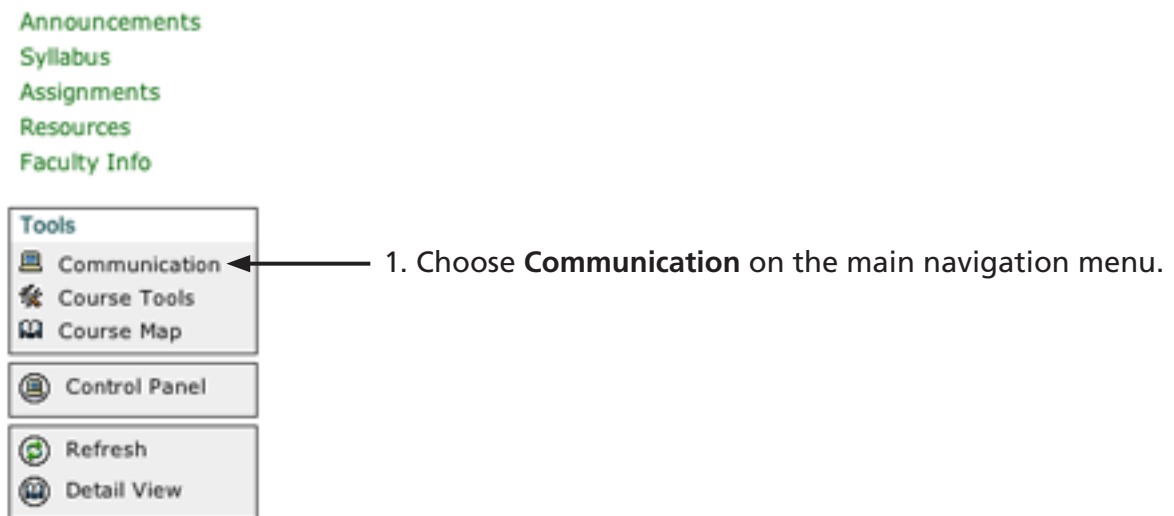 Announcements
Syllabus
Assignments
Resources
Faculty Info
Tools
Communication
1. Choose Communication on the main navigation menu.
Course Tools
Course Map
Control Panel
Refresh
Detail View